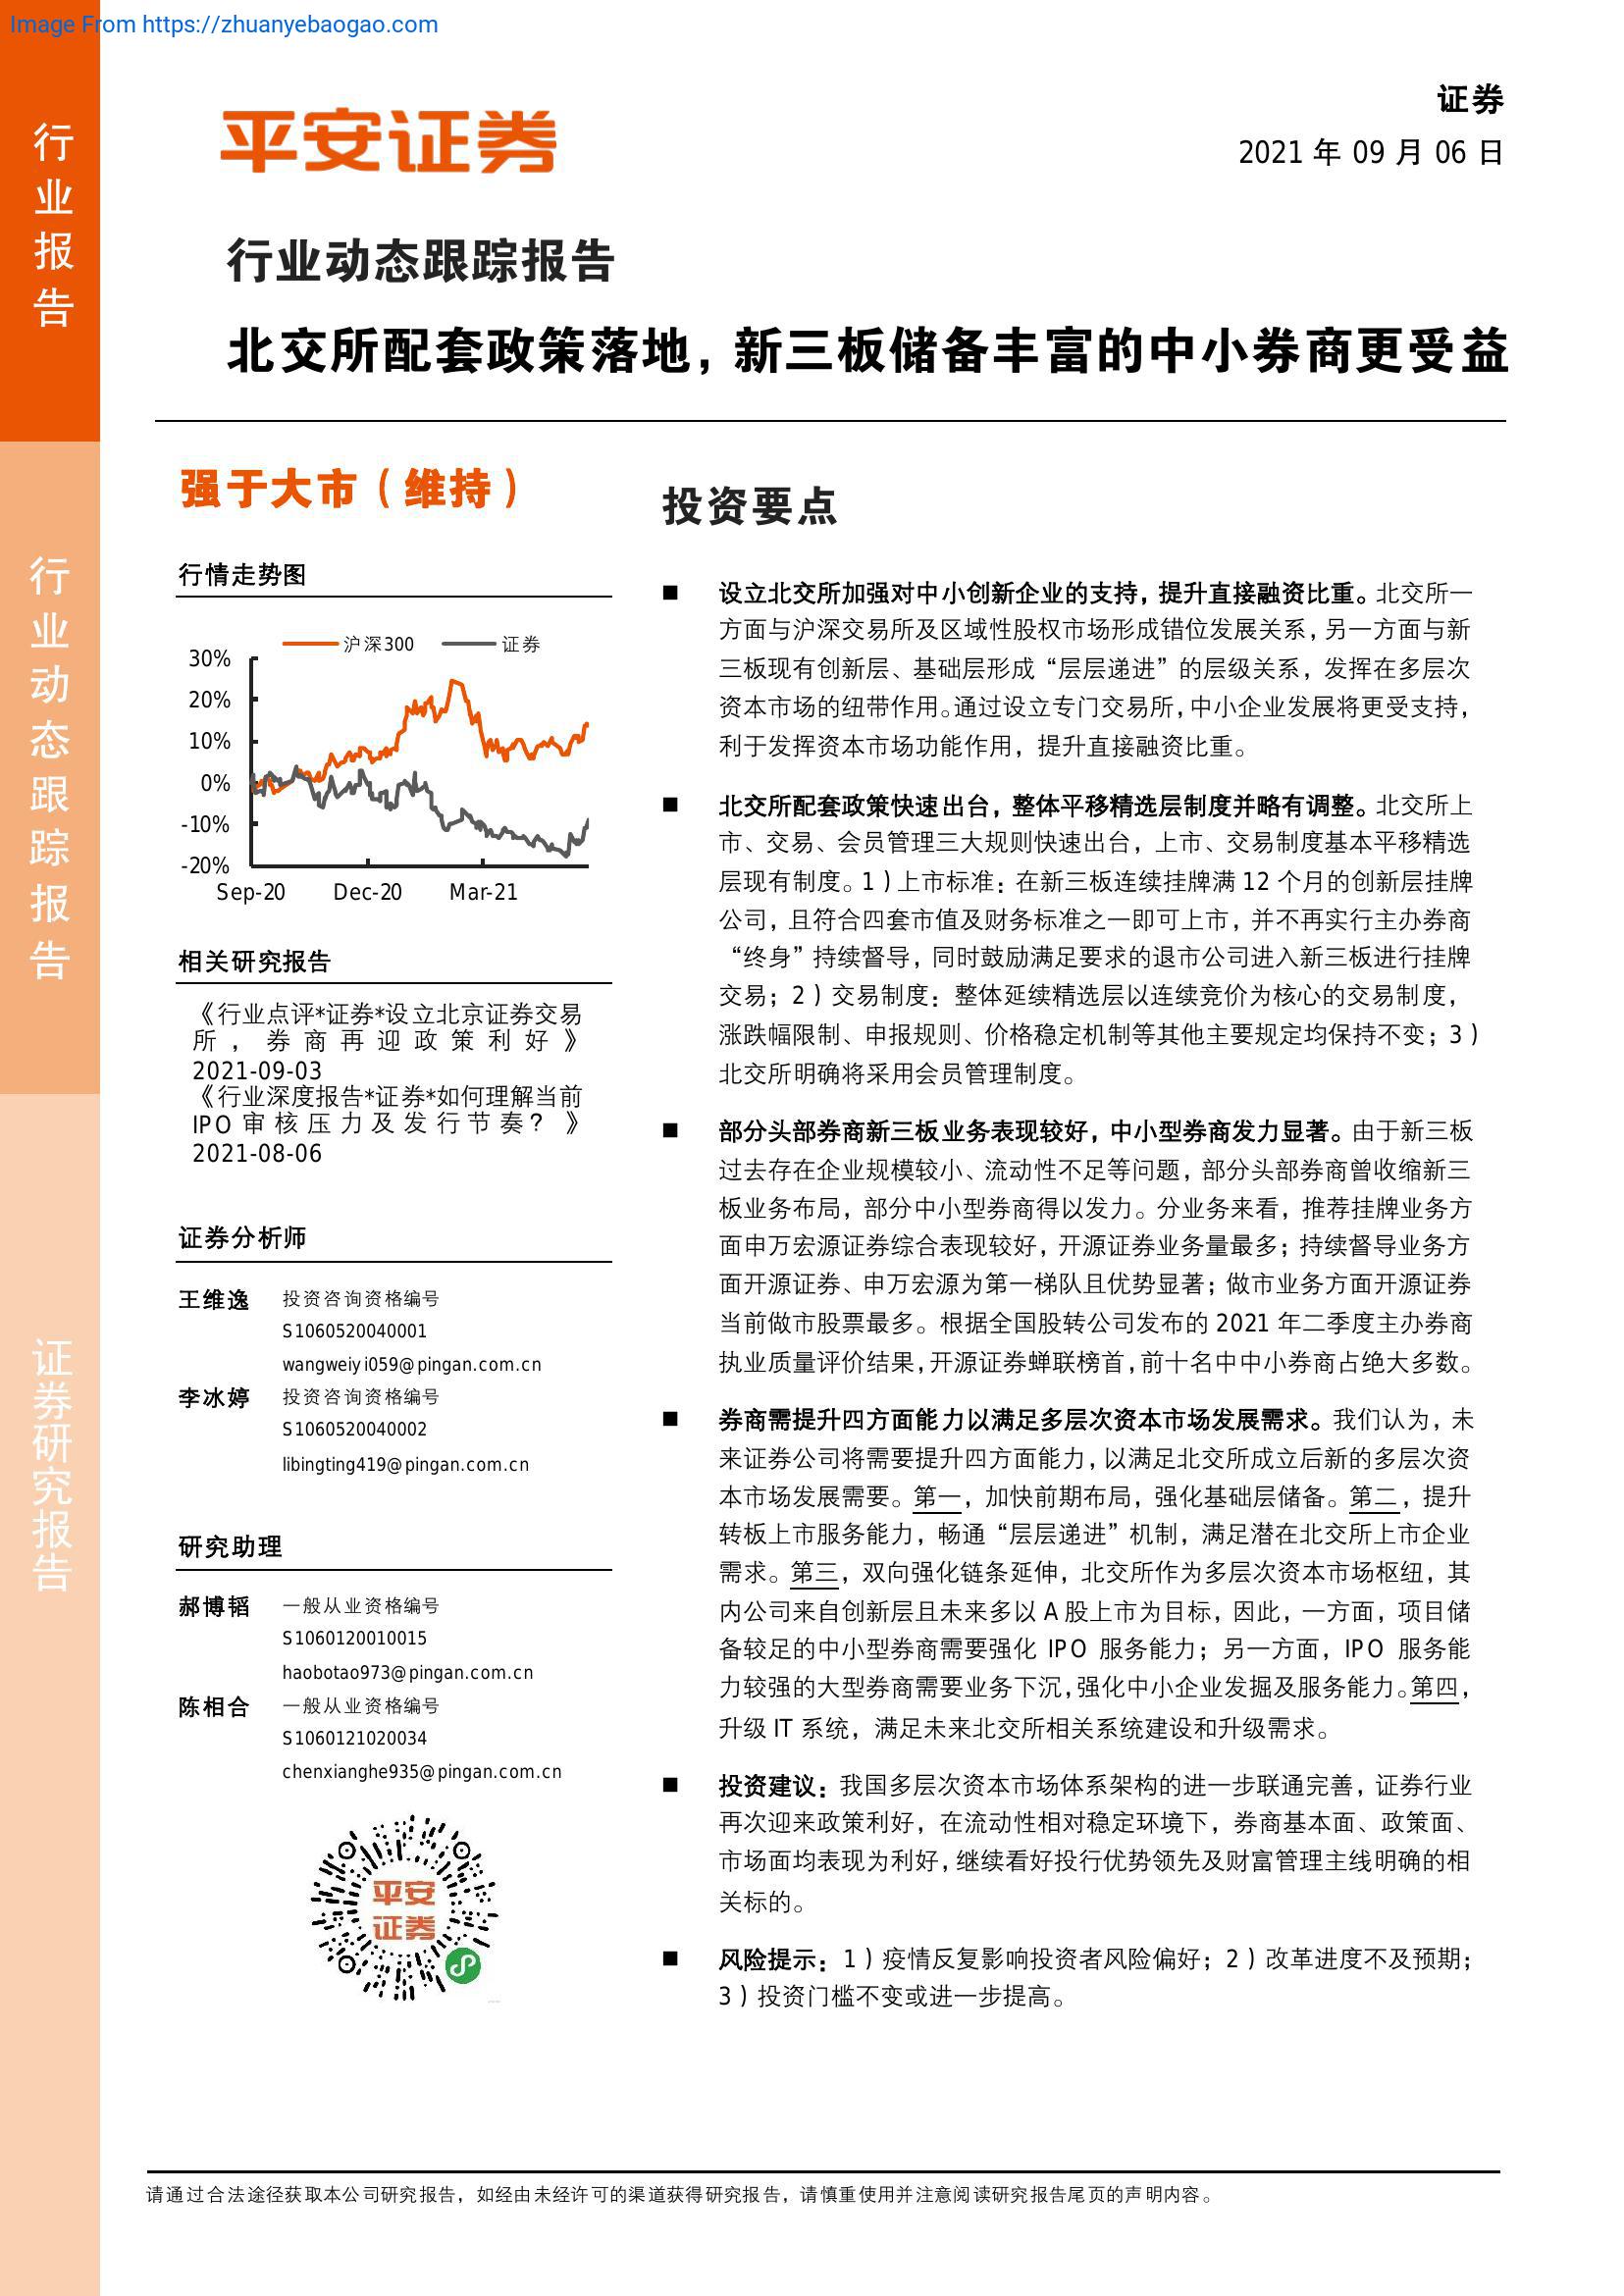 Image From https://zhuanyebaogao.com
行业报告
行业动态跟踪报告
证券研究报告
平安证券
证券
2021 年 09 月 06 日
行业动态跟踪报告
北交所配套政策落地，新三板储备丰富的中小券商更受益
强于大市（维持）
行情走势图
沪深300 证券
30%
20%
10%
0%
-10%
-20%
Sep-20 Dec-20 Mar-21
相关研究报告
《行业点评*证券*设立北京证券交易
所，券商再迎政策利好》
2021-09-03
《行业深度报告*证券*如何理解当前
IPO 审核压力及发行节奏？》
2021-08-06
证券分析师
王维逸 投资咨询资格编号
S1060520040001
wangweiyi059@pingan.com.cn
李冰婷 投资咨询资格编号
S1060520040002
libingting419@pingan.com.cn
研究助理
郝博韬 一般从业资格编号
S1060120010015
haobotao973@pingan.com.cn
陈相合 一般从业资格编号
S1060121020034
chenxianghe935@pingan.com.cn
平安
证券
投资要点
■ 设立北交所加强对中小创新企业的支持，提升直接融资比重。北交所一
方面与沪深交易所及区域性股权市场形成错位发展关系，另一方面与新
三板现有创新层、基础层形成“层层递进”的层级关系，发挥在多层次
资本市场的纽带作用。通过设立专门交易所，中小企业发展将更受支持，
利于发挥资本市场功能作用，提升直接融资比重。
■ 北交所配套政策快速出台，整体平移精选层制度并略有调整。北交所上
市、交易、会员管理三大规则快速出台，上市、交易制度基本平移精选
层现有制度。1）上市标准：在新三板连续挂牌满 12 个月的创新层挂牌
公司，且符合四套市值及财务标准之一即可上市，并不再实行主办券商
“终身”持续督导，同时鼓励满足要求的退市公司进入新三板进行挂牌
交易；2）交易制度：整体延续精选层以连续竞价为核心的交易制度，
涨跌幅限制、申报规则、价格稳定机制等其他主要规定均保持不变；3）
北交所明确将采用会员管理制度。
■ 部分头部券商新三板业务表现较好，中小型券商发力显著。由于新三板
过去存在企业规模较小、流动性不足等问题，部分头部券商曾收缩新三
板业务布局，部分中小型券商得以发力。分业务来看，推荐挂牌业务方
面申万宏源证券综合表现较好，开源证券业务量最多；持续督导业务方
面开源证券、申万宏源为第一梯队且优势显著；做市业务方面开源证券
当前做市股票最多。根据全国股转公司发布的 2021 年二季度主办券商
执业质量评价结果，开源证券蝉联榜首，前十名中中小券商占绝大多数。
■ 券商需提升四方面能力以满足多层次资本市场发展需求。我们认为，未
来证券公司将需要提升四方面能力，以满足北交所成立后新的多层次资
本市场发展需要。第一，加快前期布局，强化基础层储备。第二，提升
转板上市服务能力，畅通“层层递进”机制，满足潜在北交所上市企业
需求。第三，双向强化链条延伸，北交所作为多层次资本市场枢纽，其
内公司来自创新层且未来多以 A 股上市为目标，因此，一方面，项目储
备较足的中小型券商需要强化 IPO 服务能力；另一方面，IPO 服务能
力较强的大型券商需要业务下沉，强化中小企业发掘及服务能力。第四，
升级 IT 系统，满足未来北交所相关系统建设和升级需求。
■ 投资建议：我国多层次资本市场体系架构的进一步联通完善，证券行业
再次迎来政策利好，在流动性相对稳定环境下，券商基本面、政策面、
市场面均表现为利好，继续看好投行优势领先及财富管理主线明确的相
关标的。
■ 风险提示：1）疫情反复影响投资者风险偏好；2）改革进度不及预期；
3）投资门槛不变或进一步提高。
请通过合法途径获取本公司研究报告，如经由未经许可的渠道获得研究报告，请慎重使用并注意阅读研究报告尾页的声明内容。